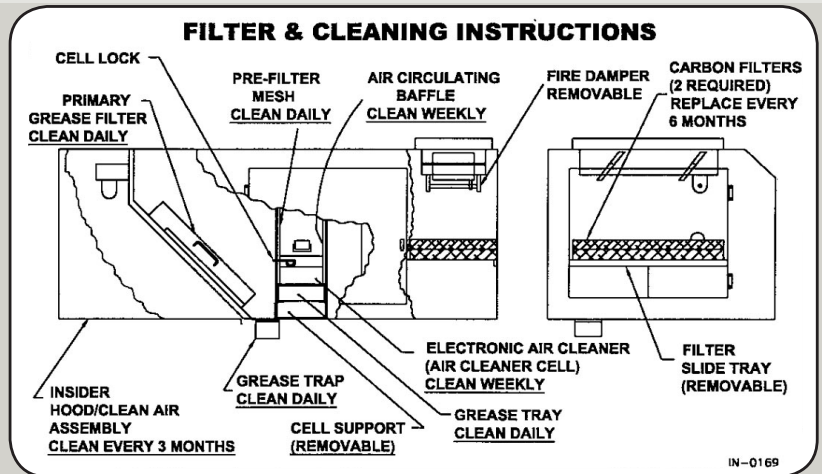 FILTER & CLEANING INSTRUCTIONS
CELL LOCK
PRIMARY
GREASE FILTER
CLEAN DAILY
PRE-FILTER
MESH
CLEAN DAILY
AIR CIRCULATING
BAFFLE
CLEAN WEEKLY
FIRE DAMPER
REMOVABLE
CARBON FILTERS
(2 REQUIRED)
REPLACE EVERY
6 MONTHS
INSIDER
HOOD/CLEAN AIR
ASSEMBLY
CLEAN EVERY 3 MONTHS
GREASE TRAP
CLEAN DAILY
CELL SUPPORT
(REMOVABLE)
ELECTRONIC AIR CLEANER
(AIR CLEANER CELL)
CLEAN WEEKLY
GREASE TRAY
CLEAN DAILY
FILTER
SLIDE TRAY
(REMOVABLE)
IN-0169